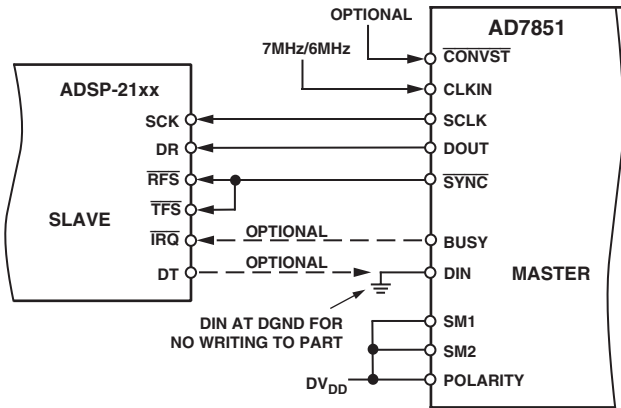 OPTIONAL
AD7851
7MHz/6MHz
CONVST
ADSP-21xx
CLKIN
SCK
SCLK
DR
DOUT
RFS
SYNC
TFS
SLAVE
OPTIONAL
IRQ
BUSY
OPTIONAL
DT
DIN
MASTER
DIN AT DGND FOR
NO WRITING TO PART
SM1
SM2
DVDD
POLARITY